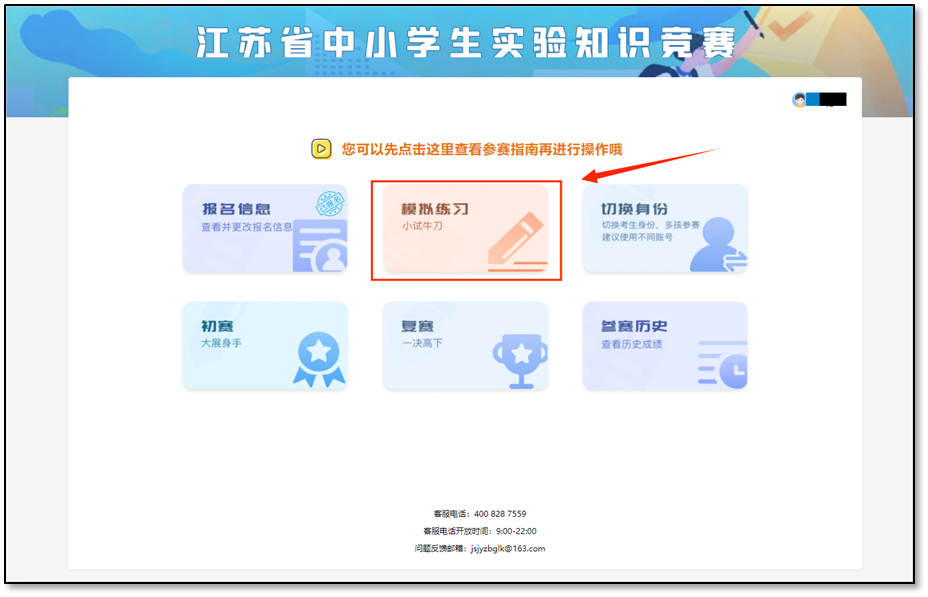 江苏省中小学生实验知识竞赛
您可以先点击这里查看参赛指南再进行操作哦
报名信息
查看并更改报名信息
已报名
模拟练习
小试牛刀
切换身份
切换考生身份，多孩参赛
建议使用不同账号
初赛
大展身手
复赛
一决高下
参赛历史
查看历史成绩
客服电话：400 828 7559
客服电话开放时间：9:00-22:00
问题反馈邮箱：jsjyzbglk@163.com